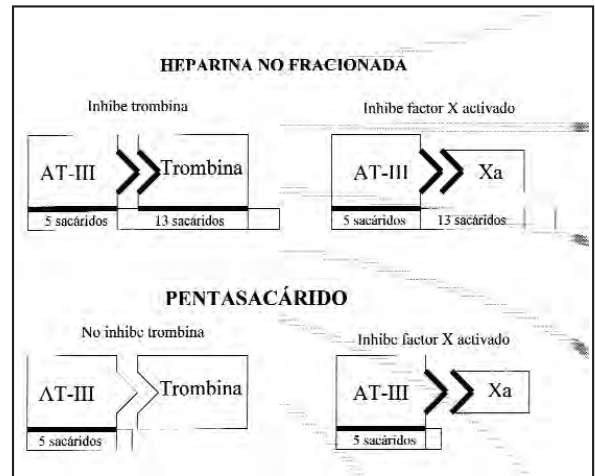 HEPARINA NO FRACIONADA
Inhibe trombina
Inhibe factor X activado
AT-III
Trombina
5 sacáridos
13 sacáridos
AT-III
Xa
5 sacáridos
13 sacáridos
PENTASACÁRIDO
No inhibe trombina
Inhibe factor X activado
AT-III
Trombina
5 sacáridos
AT-III
Xa
5 sacáridos